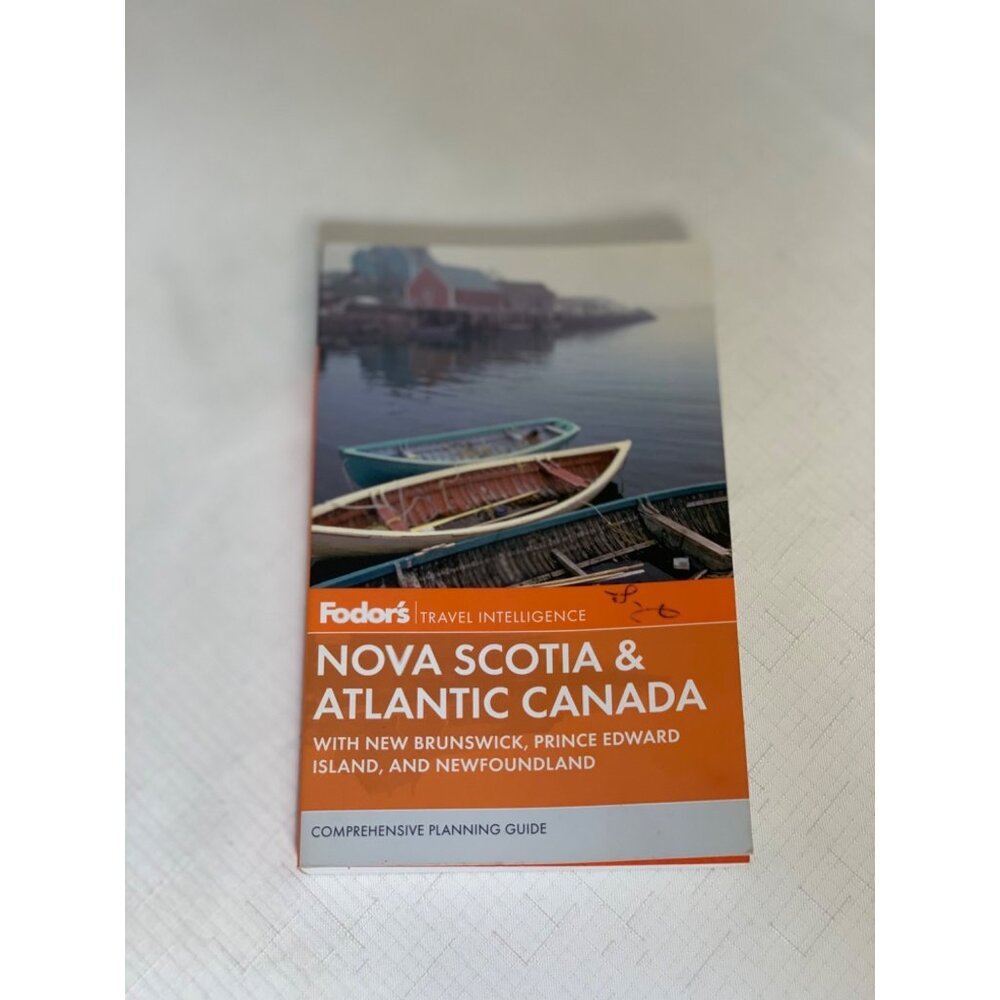 Fodor's TRAVEL INTELLIGENCE
NOVA SCOTIA &
ATLANTIC CANADA
WITH NEW BRUNSWICK, PRINCE EDWARD
ISLAND, AND NEWFOUNDLAND
COMPREHENSIVE PLANNING GUIDE